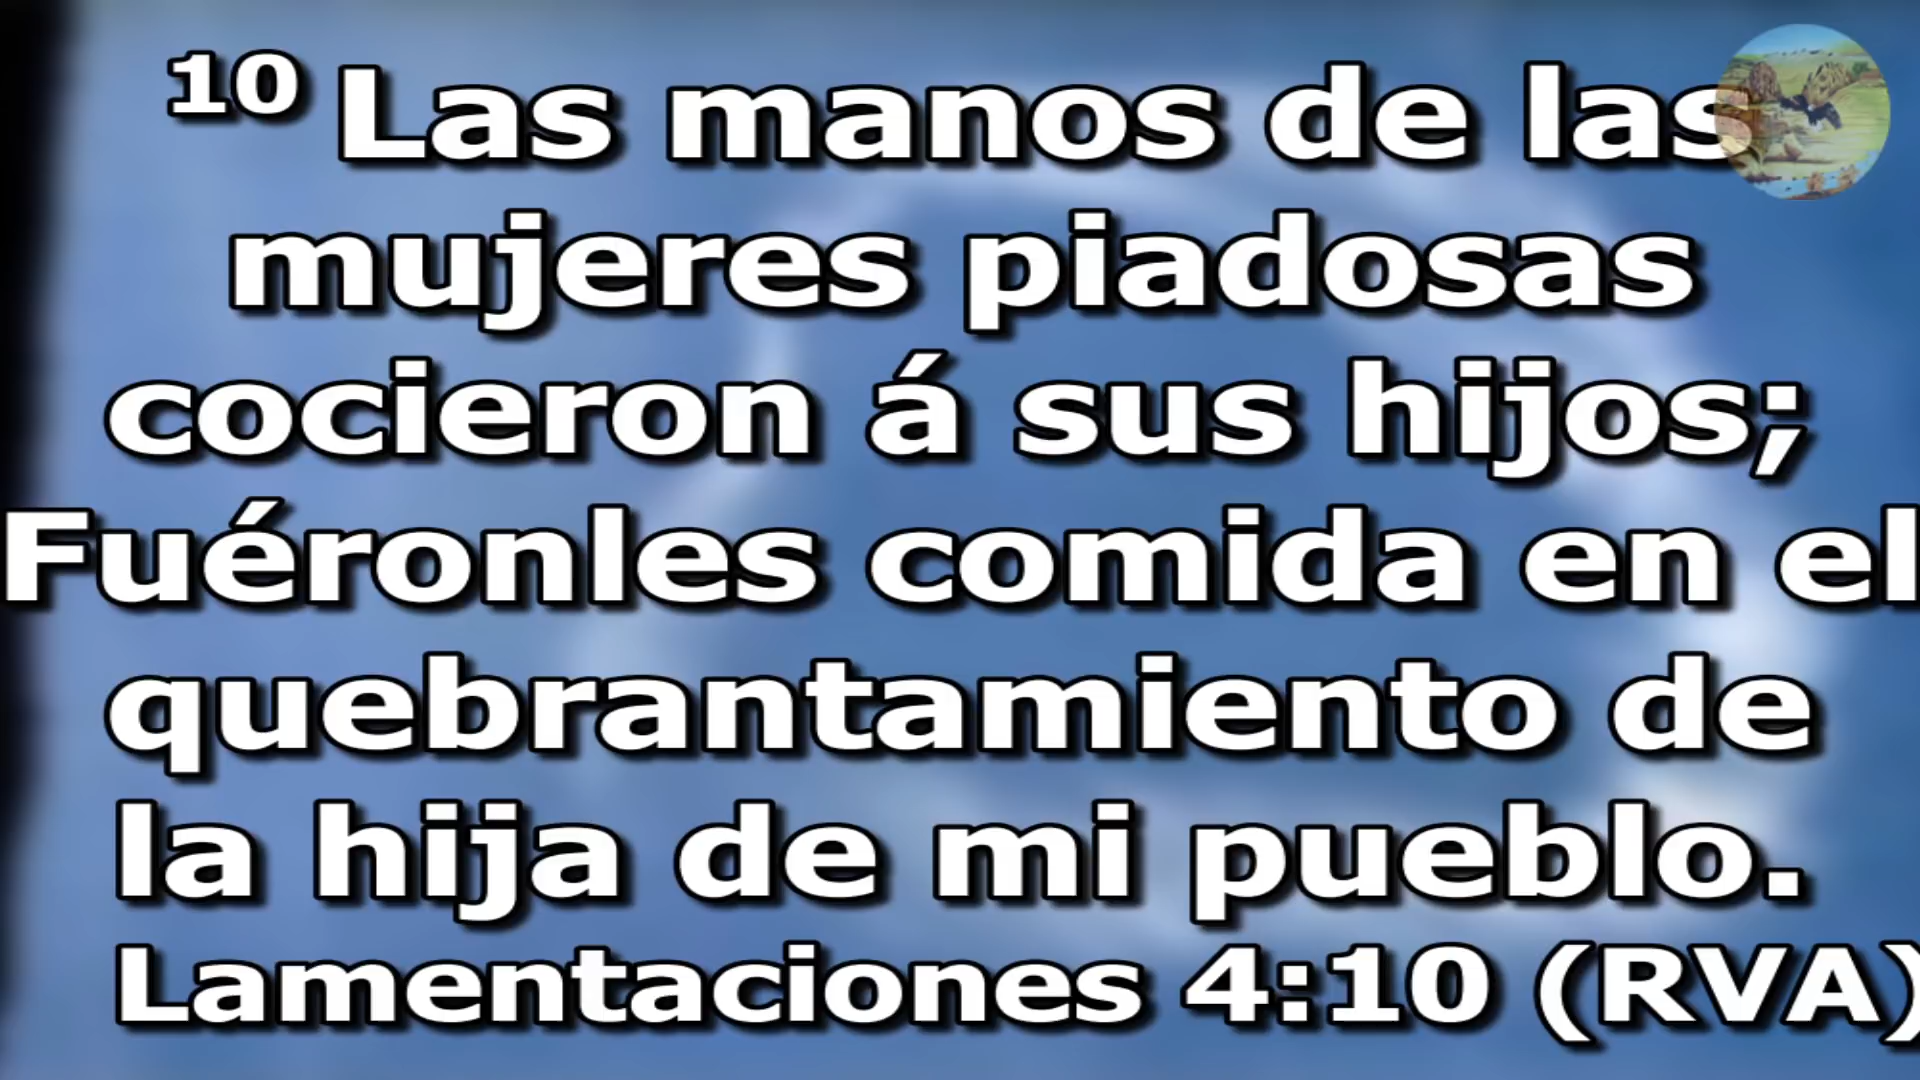 10 Las manos de las
mujeres piadosas
cocieron á sus hijos;
Fuéronles comida en el
quebrantamiento de
la hija de mi pueblo.
Lamentaciones 4:10 (RVA)